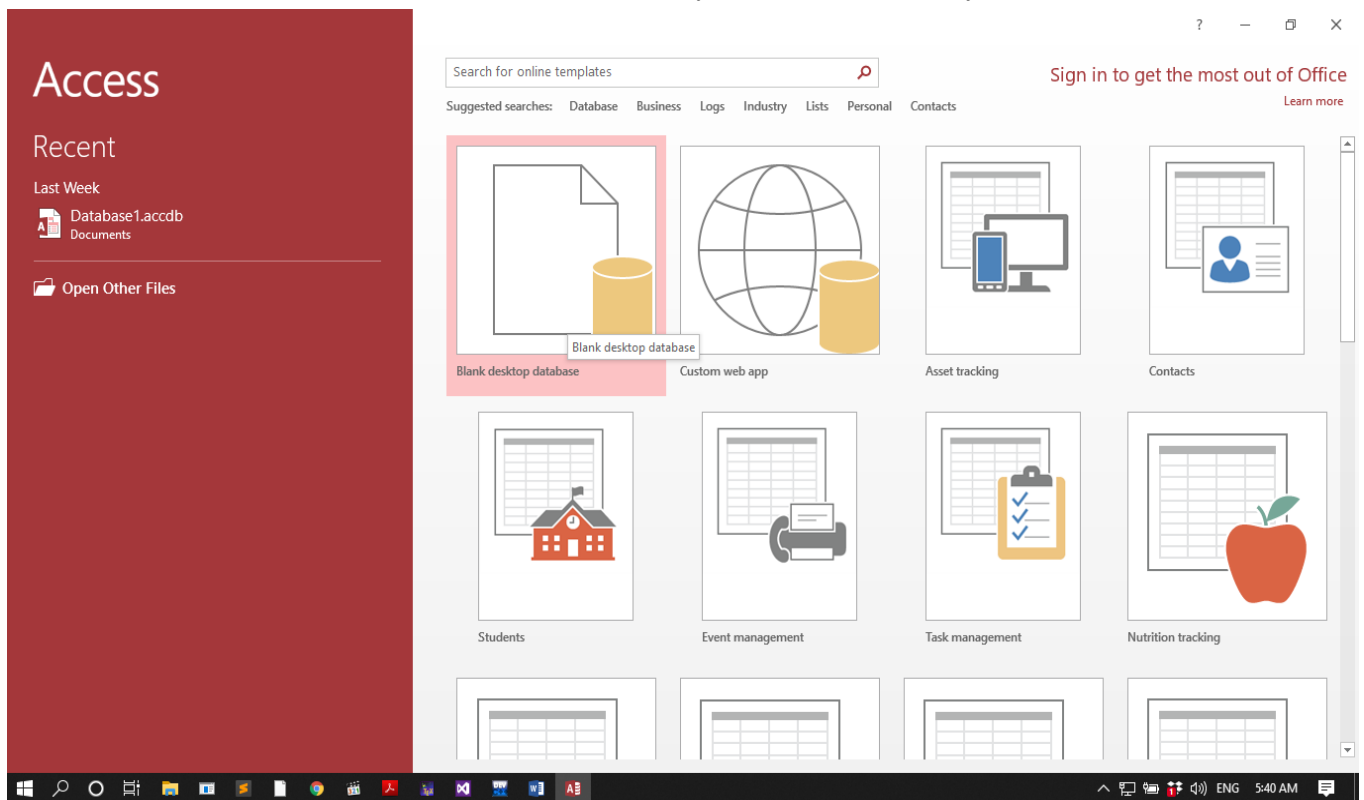 Access
Recent
Last Week
Database1.accdb
Documents
Open Other Files
?
Search for online templates
Sign in to get the most out of Office
Suggested searches: Database Business Logs Industry Lists Personal Contacts
Learn more
Blank desktop database
Blank desktop database
Custom web app
Asset tracking
Contacts
Students
Event management
Task management
Nutrition tracking
ENG 5:40 AM